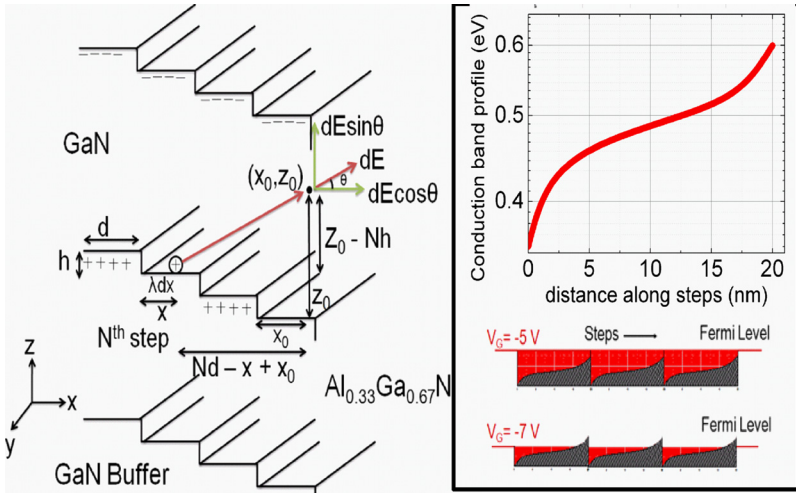 GaN
dEsinθ
dE
(x₀,z₀)
θ
dEcosθ
d
h
+ + + +
+
λdx
x
Z₀ - Nh
z₀
+ + + +
x₀
Nᵗʰ step
Nd – x + x₀
Al₀.₃₃Ga₀.₆₇N
z
x
y
GaN Buffer
Conduction band profile (eV)
0.6
0.5
0.4
0 5 10 15 20
distance along steps (nm)
V_G= -5 V
Steps
Fermi Level
V_G= -7 V
Fermi Level